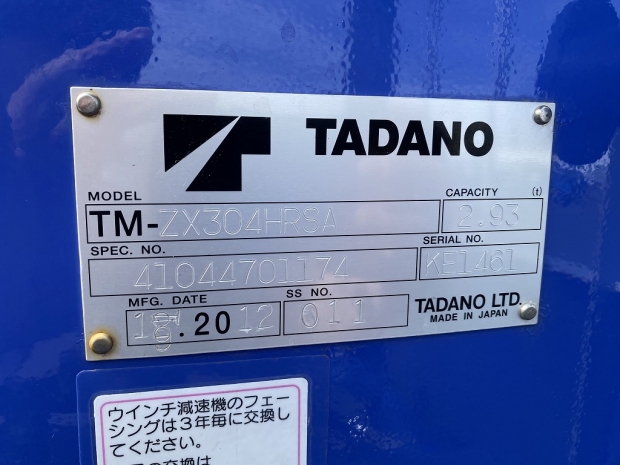 TADANO
MODEL
CAPACITY (t)
TM-ZX304HRSA
2.93
SPEC. NO.
SERIAL NO.
41044701174
KE1461
MFG. DATE
SS NO.
.2012
011
TADANO LTD.
MADE IN JAPAN
ウインチ減速機のフェー
シングは3年毎に交換し
てください。